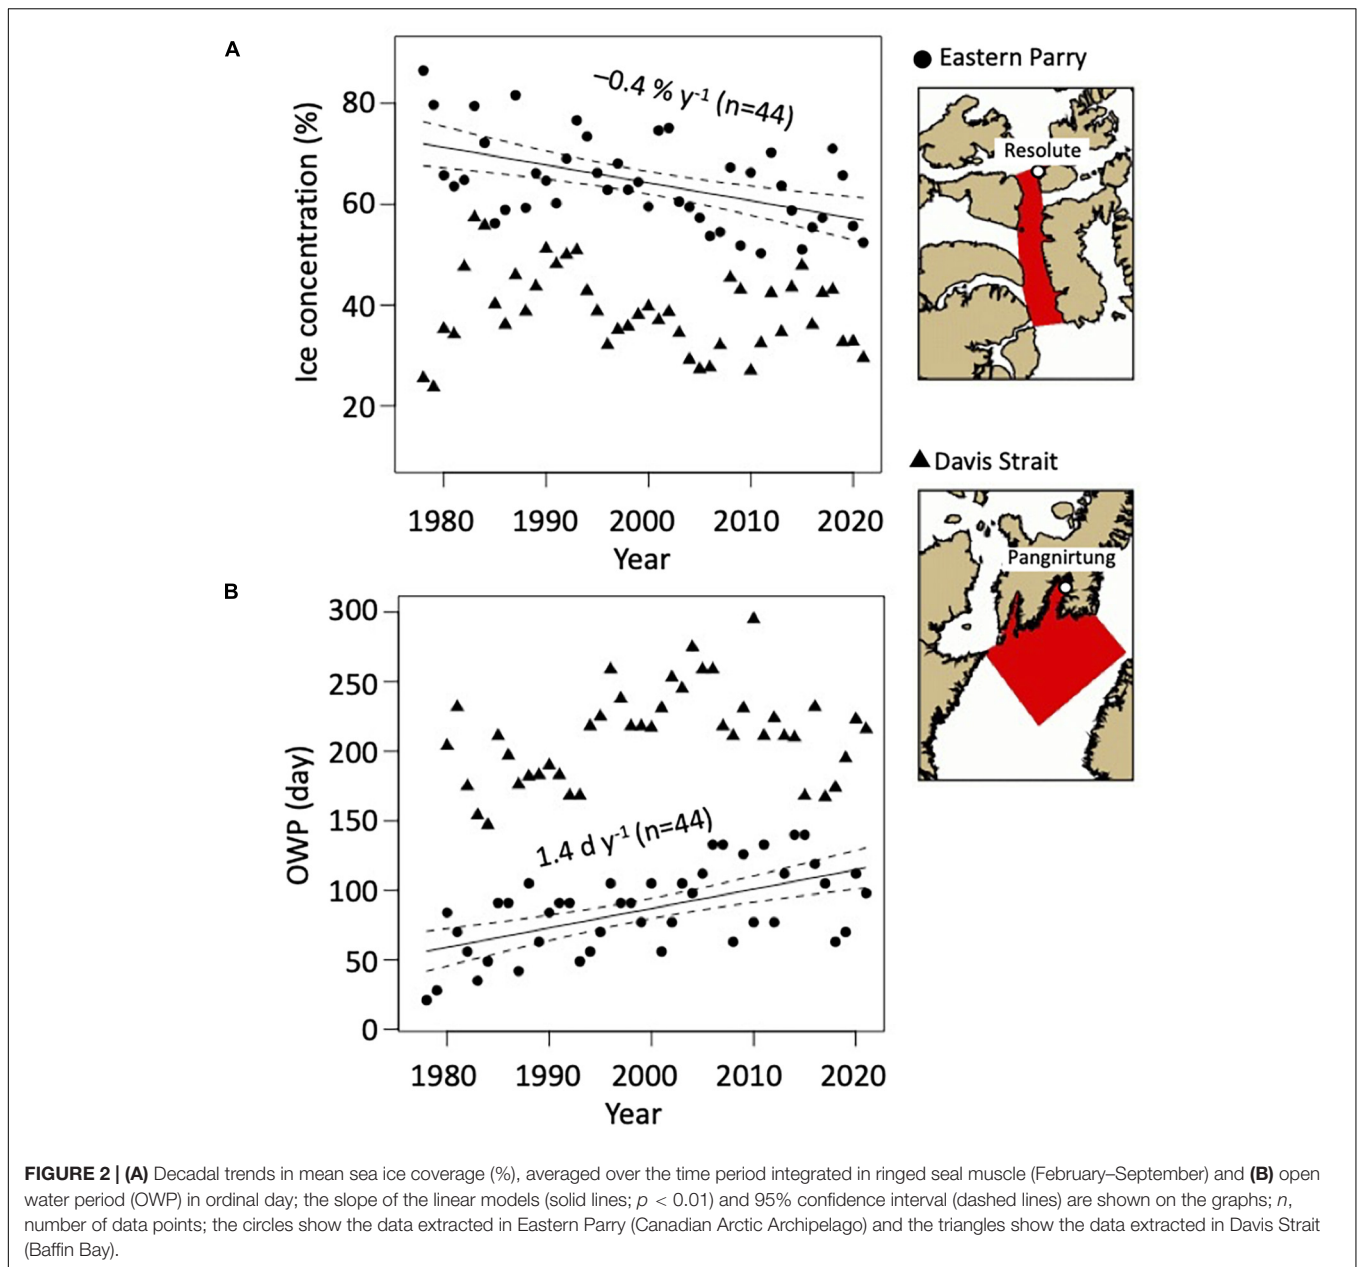 A
Ice concentration (%)
80
60
40
20
−0.4 % y-1 (n=44)
1980 1990 2000 2010 2020
Year
Eastern Parry
Resolute
Davis Strait
Pangnirtung
B
OWP (day)
300
250
200
150
100
50
0
1.4 d y-1 (n=44)
1980 1990 2000 2010 2020
Year
FIGURE 2 | (A) Decadal trends in mean sea ice coverage (%), averaged over the time period integrated in ringed seal muscle (February–September) and (B) open
water period (OWP) in ordinal day; the slope of the linear models (solid lines; p < 0.01) and 95% confidence interval (dashed lines) are shown on the graphs; n,
number of data points; the circles show the data extracted in Eastern Parry (Canadian Arctic Archipelago) and the triangles show the data extracted in Davis Strait
(Baffin Bay).